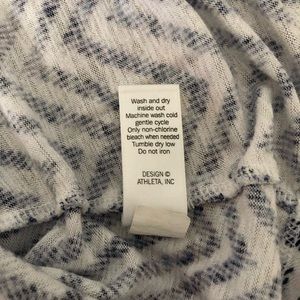 Wash and dry
inside out
Machine wash cold
gentle cycle
Only non-chlorine
bleach when needed
Tumble dry low
Do not iron
DESIGN ©
ATHLETA, INC